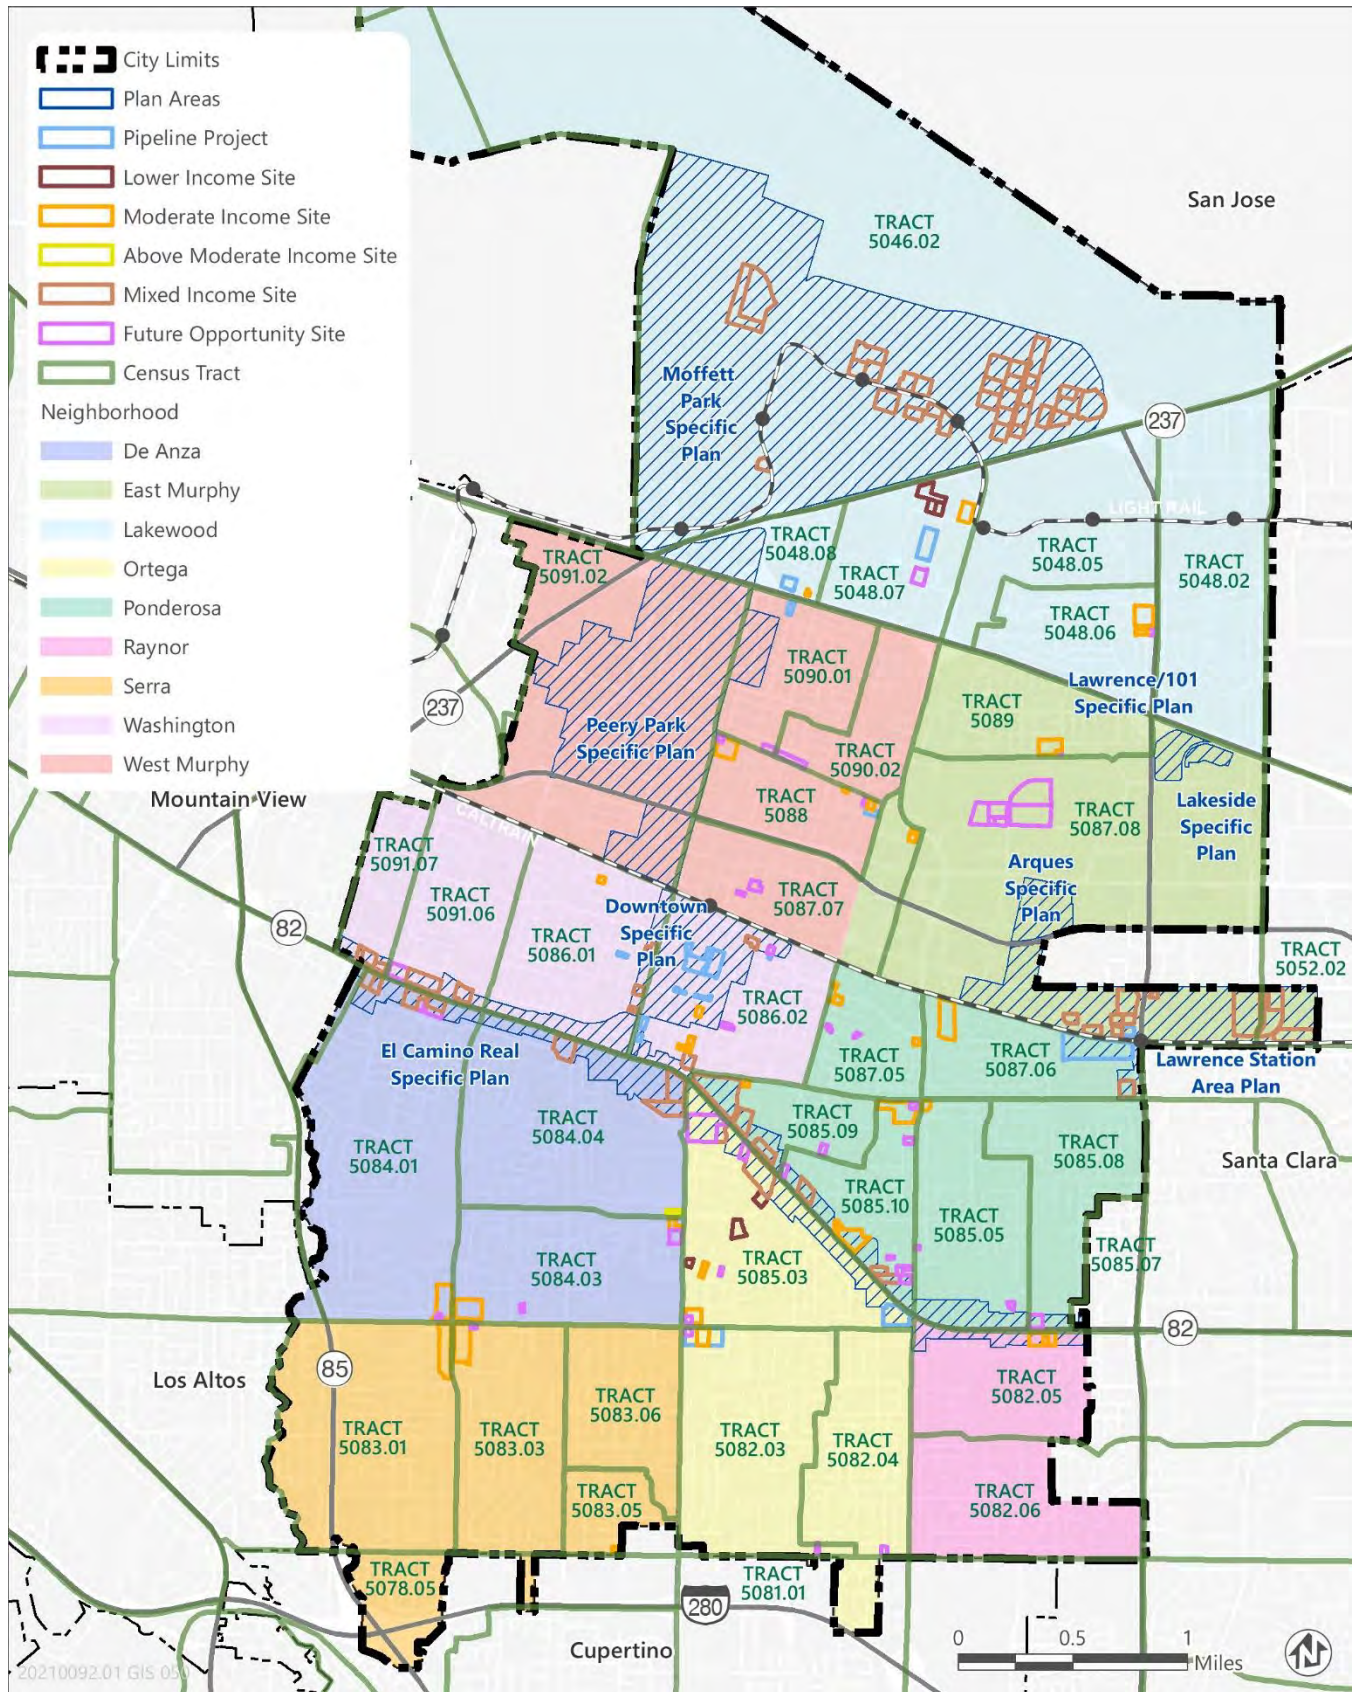 City Limits
Plan Areas
Pipeline Project
Lower Income Site
Moderate Income Site
Above Moderate Income Site
Mixed Income Site
Future Opportunity Site
Census Tract
Neighborhood
De Anza
East Murphy
Lakewood
Ortega
Ponderosa
Raynor
Serra
Washington
West Murphy
San Jose
TRACT
5046.02
Moffett
Park
Specific
Plan
237
LIGHT RAIL
TRACT
5048.08
TRACT
5048.07
TRACT
5048.05
TRACT
5048.02
TRACT
5048.06
TRACT
5091.02
TRACT
5090.01
Lawrence/101
Specific Plan
TRACT
5089
237
Peery Park
Specific Plan
TRACT
5090.02
TRACT
5088
TRACT
5087.08
Lakeside
Specific
Plan
Mountain View
CALTRAIN
TRACT
5091.07
TRACT
5091.06
Arques
Specific
Plan
TRACT
5087.07
Downtown
Specific
Plan
82
TRACT
5086.01
TRACT
5052.02
TRACT
5086.02
El Camino Real
Specific Plan
TRACT
5087.05
TRACT
5087.06
Lawrence Station
Area Plan
TRACT
5084.04
TRACT
5084.01
TRACT
5085.09
TRACT
5085.08
Santa Clara
TRACT
5085.10
TRACT
5085.05
TRACT
5085.07
TRACT
5084.03
TRACT
5085.03
82
85
Los Altos
TRACT
5083.01
TRACT
5083.03
TRACT
5083.06
TRACT
5082.03
TRACT
5082.04
TRACT
5082.05
TRACT
5083.05
TRACT
5082.06
TRACT
5078.05
TRACT
5081.01
280
Cupertino
0 0.5 1
Miles
N
20210092.01 GIS 050